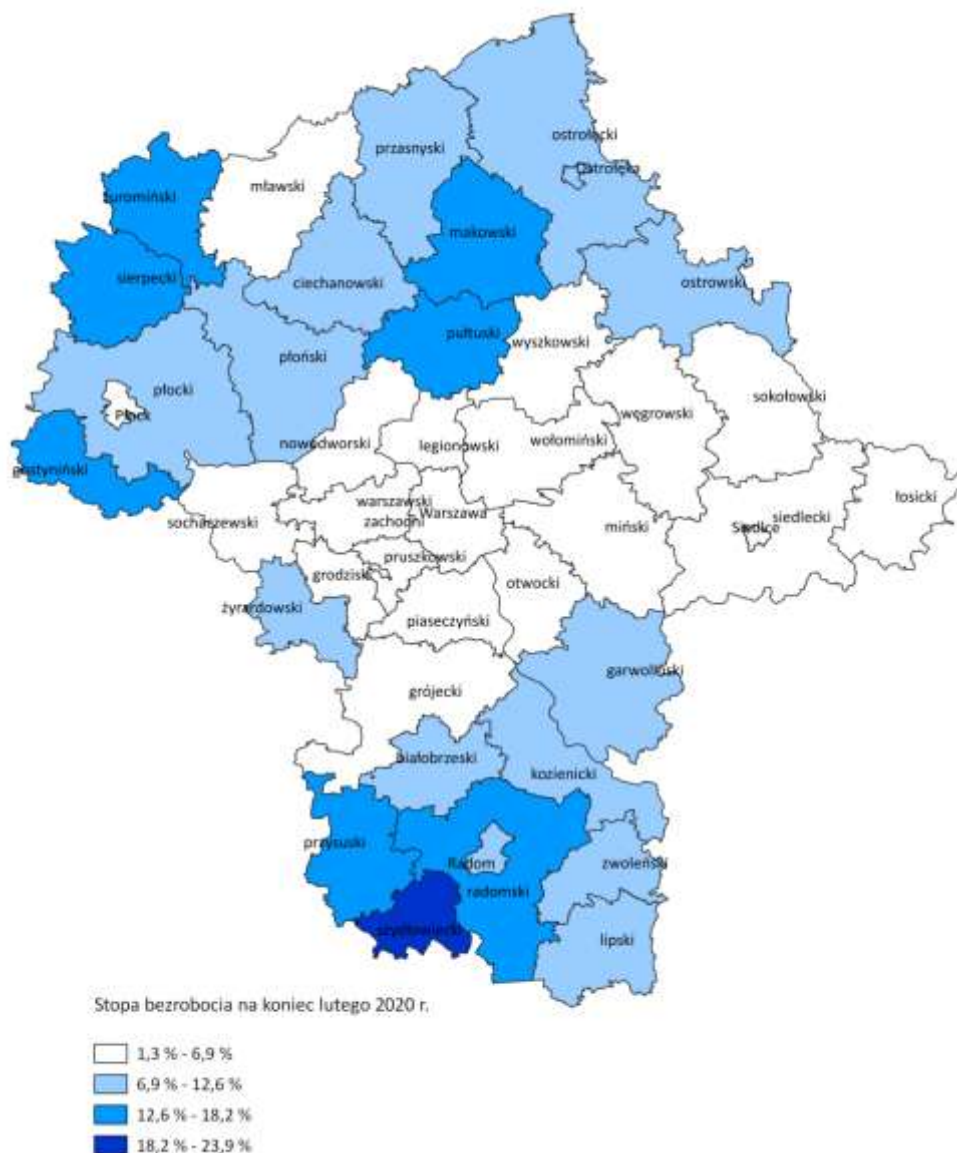 ostrołęcki
przasnyski
Ostrołęka
mławski
żuromiński
makowski
sierpecki
ciechanowski
ostrowski
pułtuski
wyszkowski
płoński
płocki
sokołowski
Płock
węgrowski
nowodworski
legionowski
wołomiński
gostyniński
łosicki
warszawski
zachodni
Warszawa
sochaczewski
miński
Siedlce
siedlecki
pruszkowski
grodziski
otwocki
żyrardowski
piaseczyński
garwoliński
grójecki
białobrzeski
kozienicki
przysuski
Radom
zwoleński
radomski
szydłowiecki
lipski
Stopa bezrobocia na koniec lutego 2020 r.
1,3 % - 6,9 %
6,9 % - 12,6 %
12,6 % - 18,2 %
18,2 % - 23,9 %